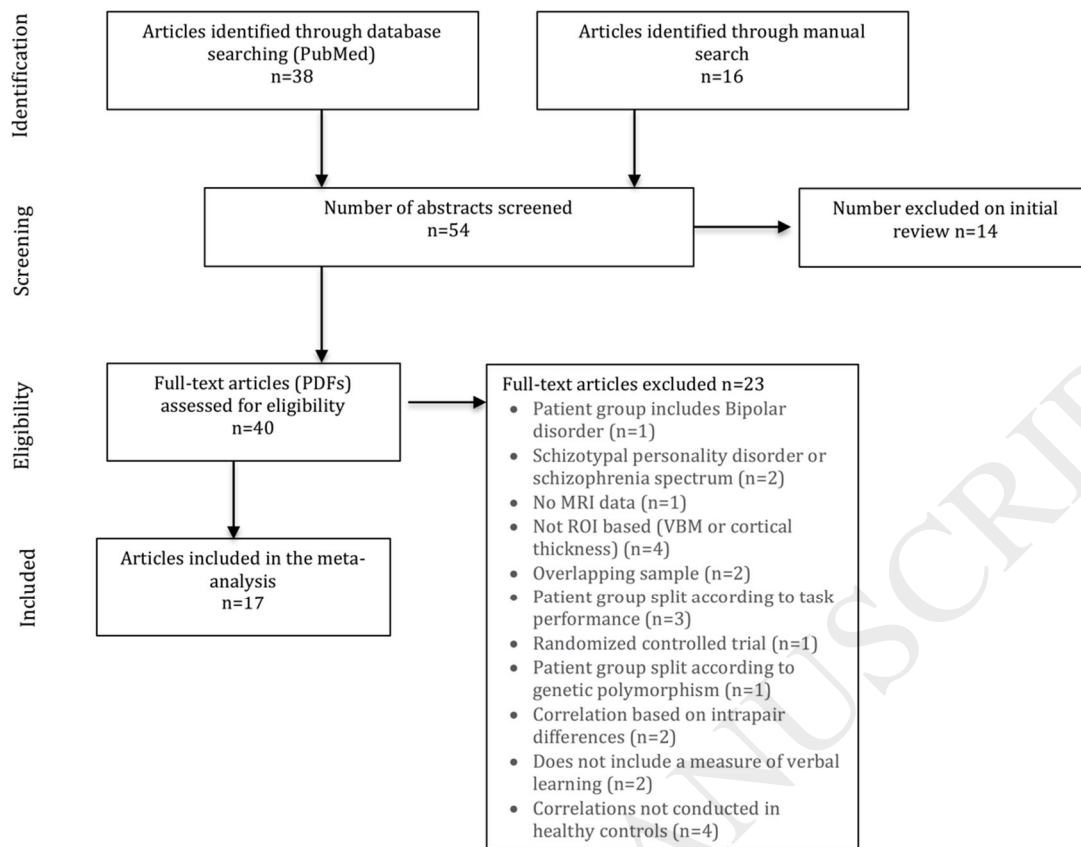 Identification
Articles identified through database
searching (PubMed)
n=38
Articles identified through manual
search
n=16
Screening
Number of abstracts screened
n=54
Number excluded on initial
review n=14
Eligibility
Full-text articles (PDFs)
assessed for eligibility
n=40
Full-text articles excluded n=23
• Patient group includes Bipolar
disorder (n=1)
• Schizotypal personality disorder or
schizophrenia spectrum (n=2)
• No MRI data (n=1)
• Not ROI based (VBM or cortical
thickness) (n=4)
• Overlapping sample (n=2)
• Patient group split according to task
performance (n=3)
• Randomized controlled trial (n=1)
• Patient group split according to
genetic polymorphism (n=1)
• Correlation based on intrapair
differences (n=2)
• Does not include a measure of verbal
learning (n=2)
• Correlations not conducted in
healthy controls (n=4)
Included
Articles included in the meta-
analysis
n=17